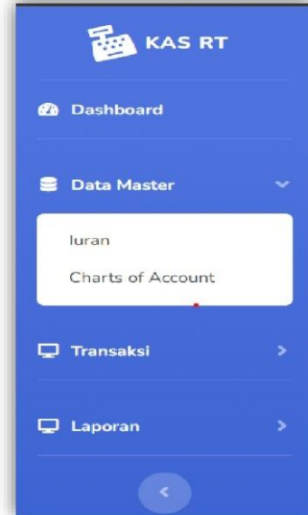 KAS RT
Dashboard
Data Master
Iuran
Charts of Account
Transaksi
Laporan